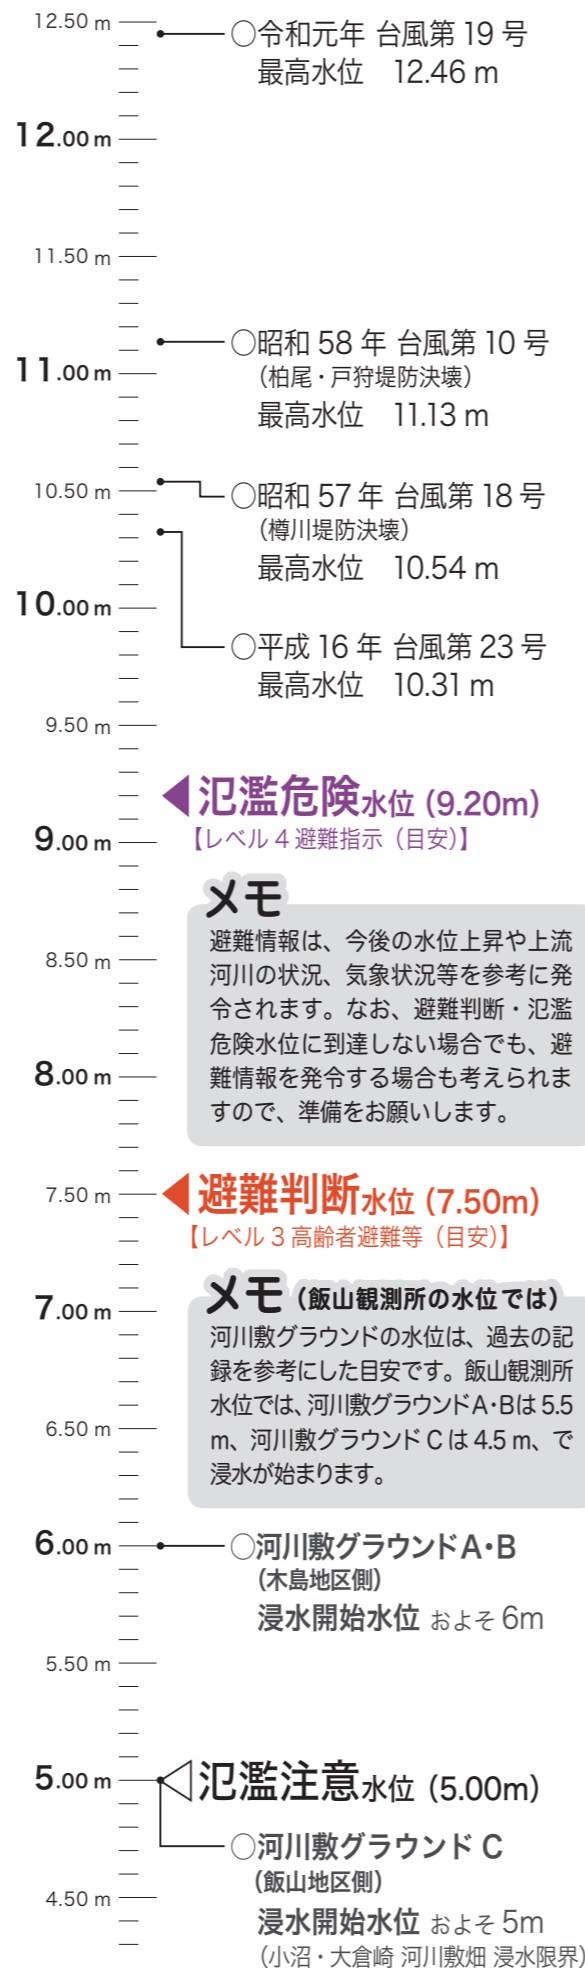 12.50 m
○令和元年 台風第 19 号
最高水位 12.46 m
12.00 m
11.50 m
○昭和 58 年 台風第 10 号
（柏尾・戸狩堤防決壊）
11.00 m
最高水位 11.13 m
10.50 m
○昭和 57 年 台風第 18 号
（樽川堤防決壊）
最高水位 10.54 m
10.00 m
○平成 16 年 台風第 23 号
最高水位 10.31 m
9.50 m
氾濫危険水位 (9.20m)
【レベル 4 避難指示（目安）】
9.00 m
メモ
避難情報は、今後の水位上昇や上流
河川の状況、気象状況等を参考に発
令されます。なお、避難判断・氾濫
危険水位に到達しない場合でも、避
難情報を発令する場合も考えられま
すので、準備をお願いします。
8.50 m
8.00 m
7.50 m
避難判断水位 (7.50m)
【レベル 3 高齢者避難等（目安）】
7.00 m
メモ（飯山観測所の水位では）
河川敷グラウンドの水位は、過去の記
録を参考にした目安です。飯山観測所
水位では、河川敷グラウンドA・Bは 5.5
m、河川敷グラウンド C は 4.5 m、で
浸水が始まります。
6.50 m
6.00 m
○河川敷グラウンドA・B
（木島地区側）
浸水開始水位 およそ 6m
5.50 m
5.00 m
氾濫注意水位 (5.00m)
○河川敷グラウンド C
（飯山地区側）
4.50 m
浸水開始水位 およそ 5m
（小沼・大倉崎 河川敷畑 浸水限界）